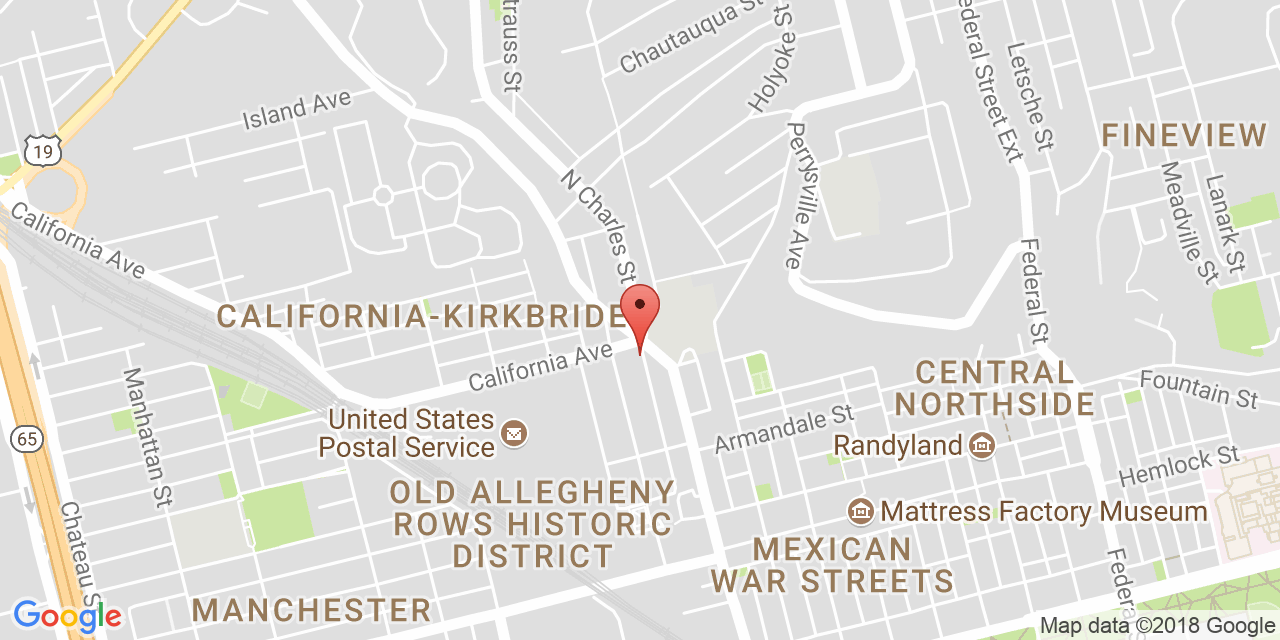 Strauss St
Chautauqua St
Holyoke St
Federal Street Ext
Letsche St
FINEVIEW
Island Ave
19
Perrysville Ave
Meadville St
Lanark St
California Ave
N Charles St
Federal St
CALIFORNIA-KIRKBRIDE
California Ave
CENTRAL
NORTHSIDE
Fountain St
Manhattan St
United States
Postal Service
Armandale St
Randyland
65
Hemlock St
OLD ALLEGHENY
ROWS HISTORIC
DISTRICT
Mattress Factory Museum
Chateau S
MEXICAN
WAR STREETS
Federa
MANCHESTER
Google
Map data ©2018 Google